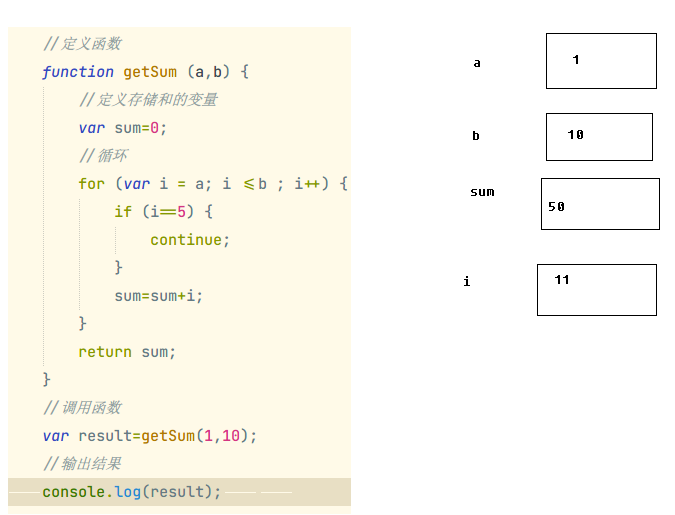 //定义函数
function getSum (a,b) {
//定义存储和的变量
var sum=0;
//循环
for (var i = a; i <=b ; i++) {
if (i==5) {
continue;
}
sum=sum+i;
}
return sum;
}
//调用函数
var result=getSum(1,10);
//输出结果
console.log(result);
a 1
b 10
sum 50
i 11